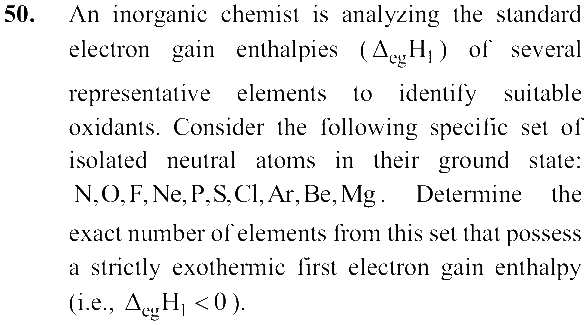 50. An inorganic chemist is analyzing the standard
electron gain enthalpies (Δ_eg H_1) of several
representative elements to identify suitable
oxidants. Consider the following specific set of
isolated neutral atoms in their ground state:
N, O, F, Ne, P, S, Cl, Ar, Be, Mg. Determine the
exact number of elements from this set that possess
a strictly exothermic first electron gain enthalpy
(i.e., Δ_eg H_1 < 0).